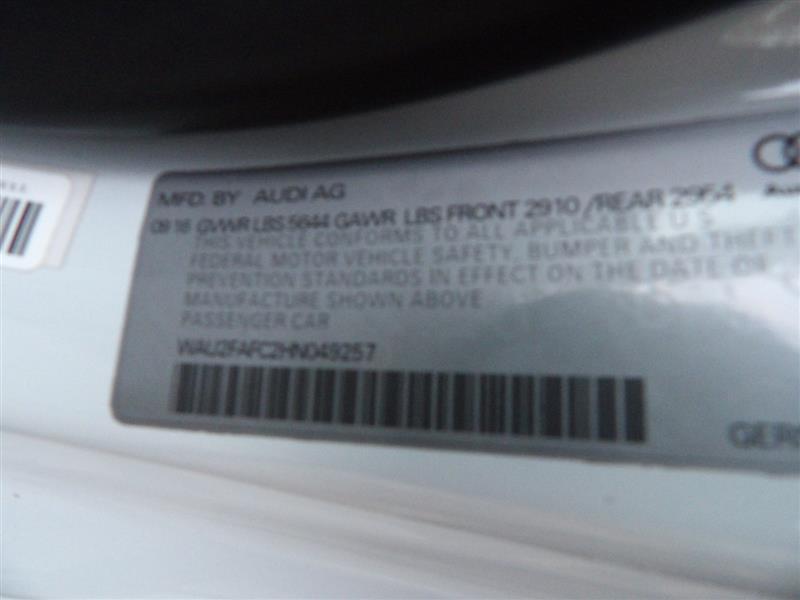 MFD. BY AUDI AG
09 16 GVWR LBS 5644 GAWR LBS FRONT 2910 / REAR 2954
THIS VEHICLE CONFORMS TO ALL APPLICABLE U S
FEDERAL MOTOR VEHICLE SAFETY, BUMPER AND THEFT
PREVENTION STANDARDS IN EFFECT ON THE DATE OF
MANUFACTURE SHOWN ABOVE
PASSENGER CAR
WAU2FAFC2HN049257